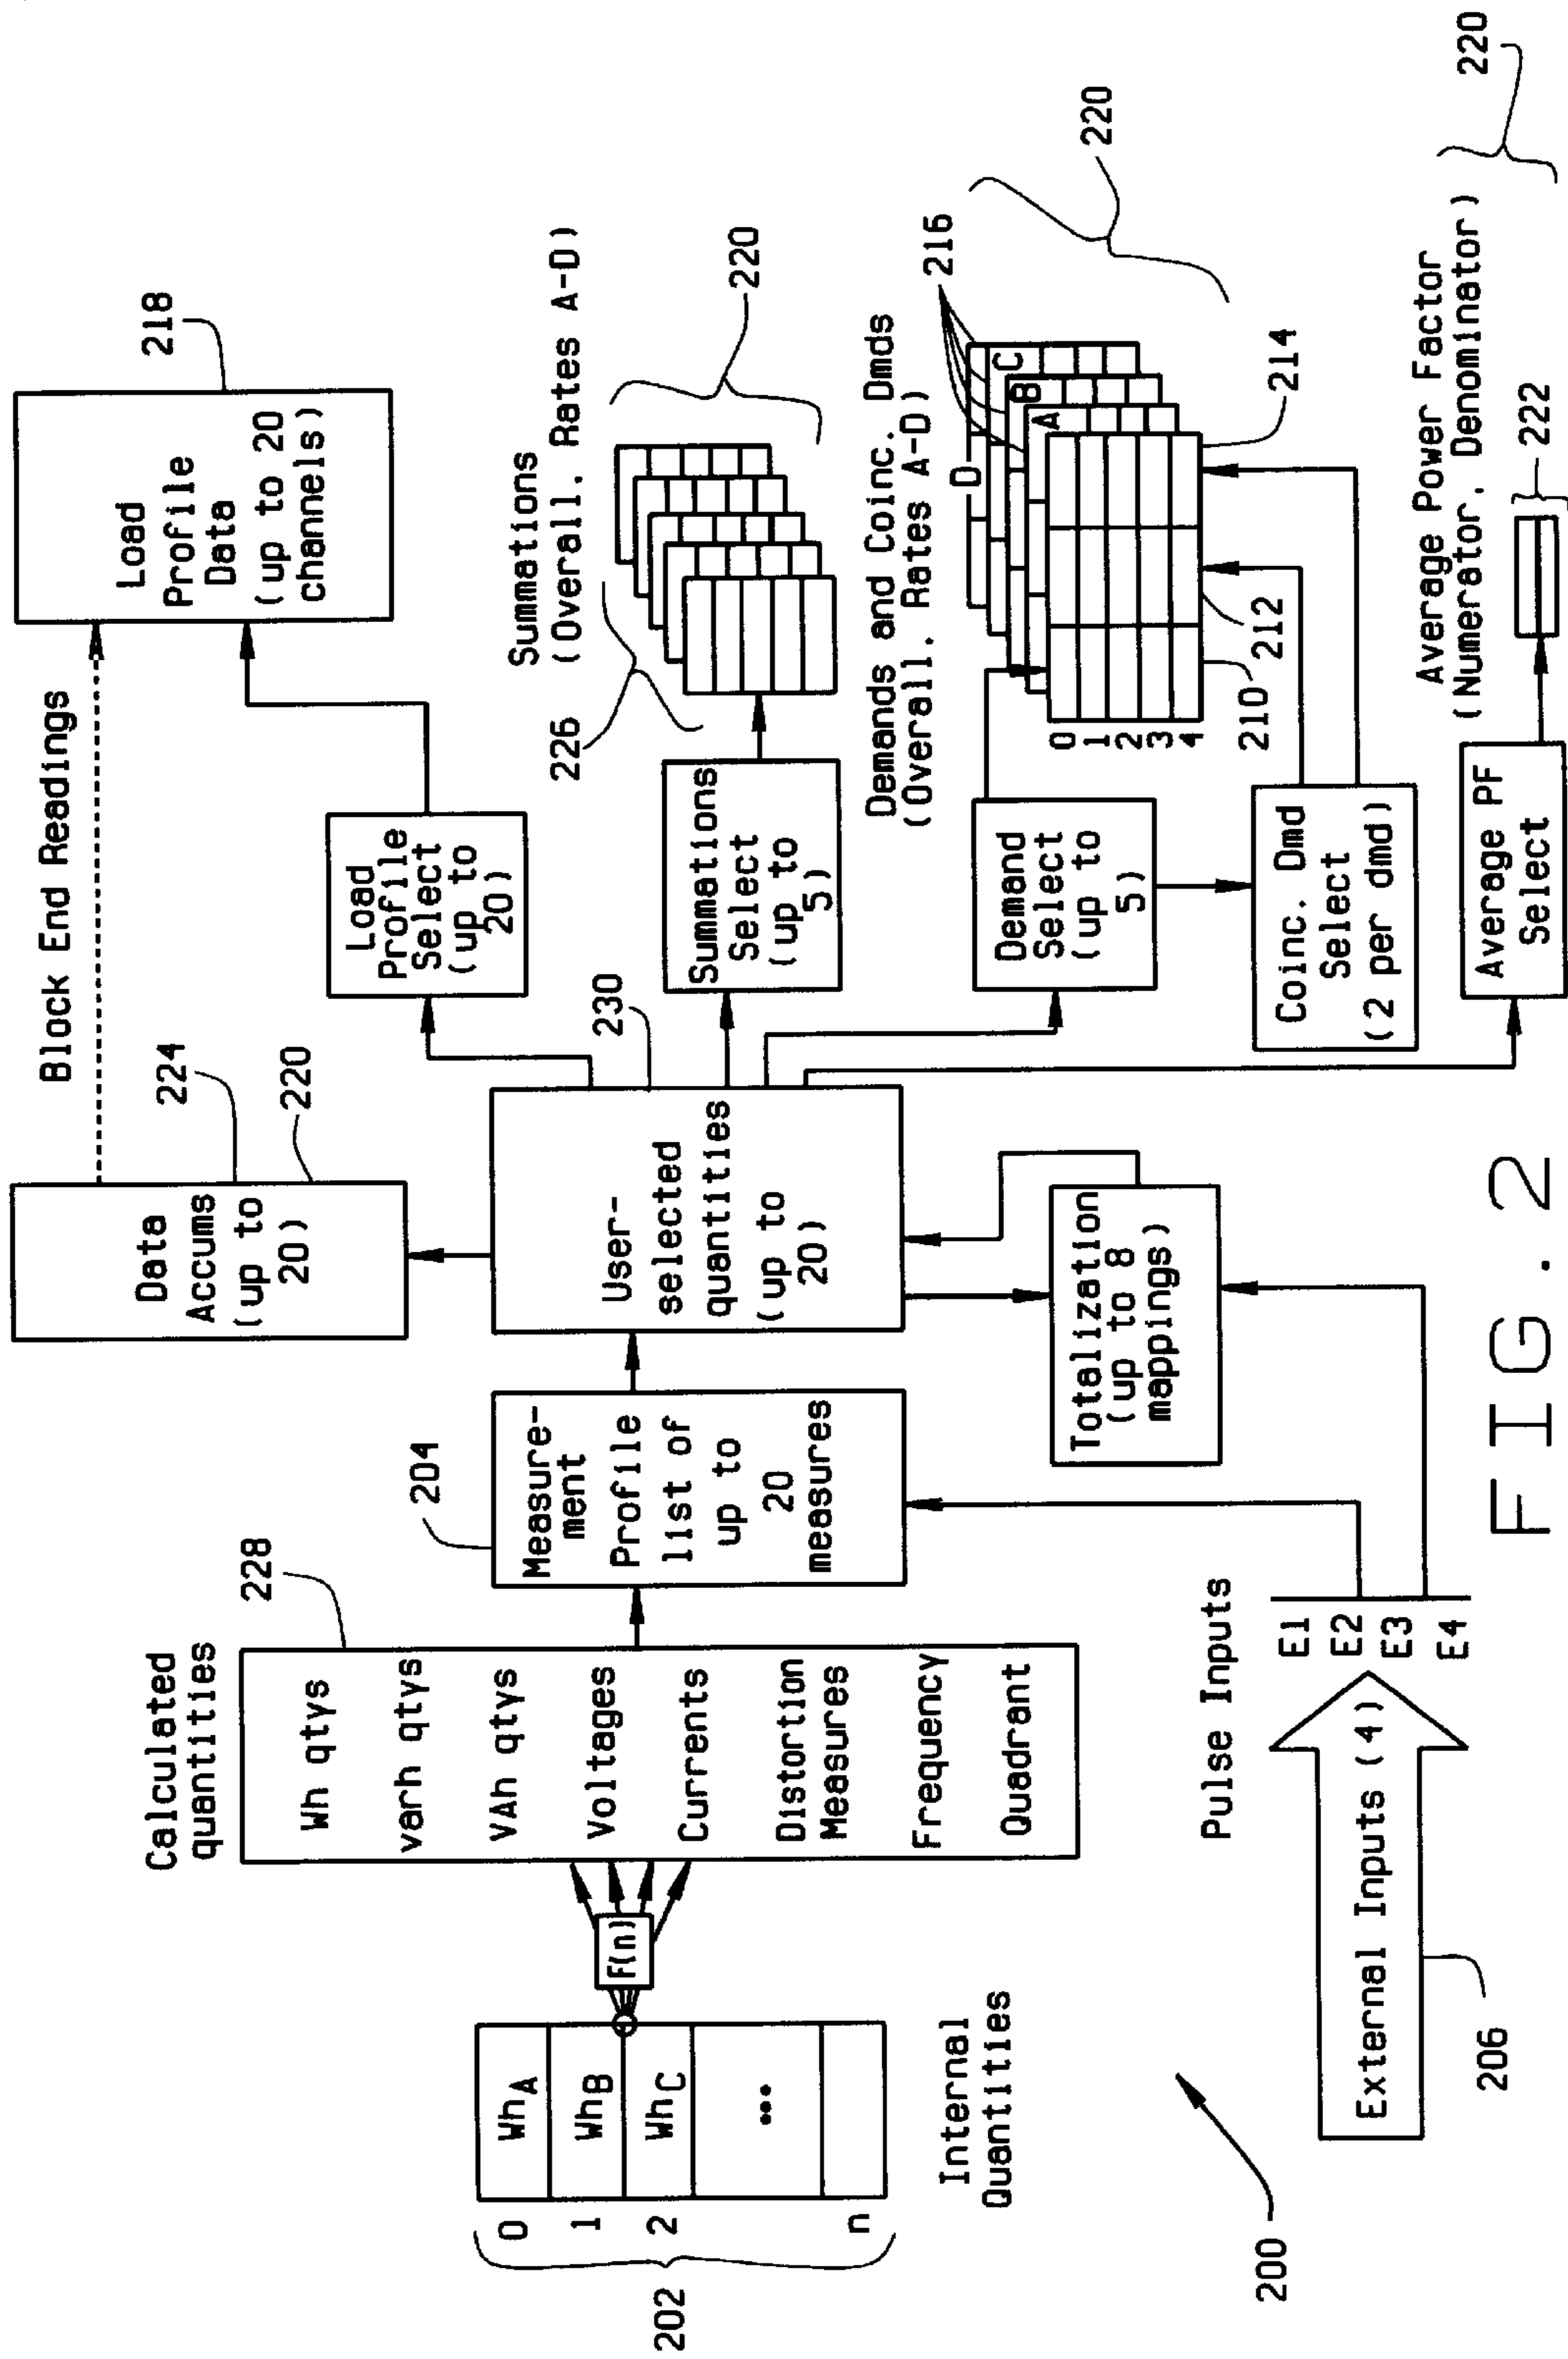 Calculated
quantities
228
Wh qtys
varh qtys
VAh qtys
Voltages
Currents
Distortion
Measures
Frequency
Quadrant
202
0
1
2
n
WhA
WhB
WhC
•••
Internal
Quantities
F(n)
204
Measure-
ment
Profile
list of
up to
20
measures
224
220
Data
Accums
(up to
20)
Block End Readings
218
Load
Profile
Data
(up to 20
channels)
User-
selected
quantities
(up to
20)
230
Load
Profile
Select
(up to
20)
Summations
(Overall, Rates A-D)
226
220
Summations
Select
(up to
5)
Demands and Coinc. Dmds
(Overall, Rates A-D)
216
220
D
C
B
A
0
1
2
3
4
210
212
214
Demand
Select
(up to
5)
Coinc. Dmd
Select
(2 per dmd)
Average Power Factor
(Numerator, Denominator)
220
222
Average PF
Select
Totalization
(up to 8
mappings)
Pulse Inputs
E1
E2
E3
E4
External Inputs (4)
206
200
FIG. 2